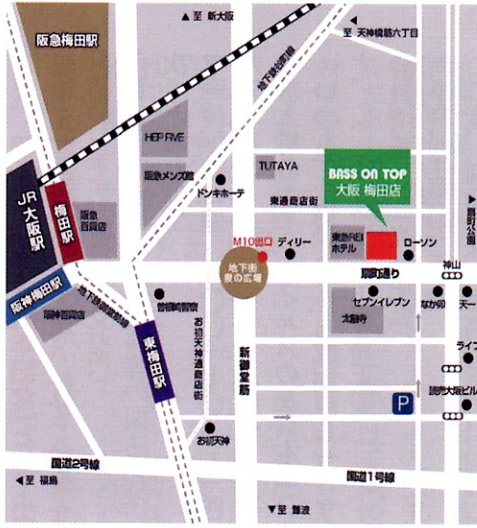 ▲至 新大阪
至 天神橋筋六丁目
阪急梅田駅
地下鉄谷町線
HEP FIVE
阪急メンズ館
ドンキホーテ
TUTAYA
BASS ON TOP
大阪 梅田店
東通商店街
扇町公園
JR
大阪駅
梅田駅
阪急
百貨店
M10出口
ディリー
東急REI
ホテル
ローソン
地下街
泉の広場
扇町通り
神山
阪神梅田駅
阪神百貨店
地下鉄御堂筋線
曽根崎警察
セブンイレブン
なか卯
天一
太融寺
東梅田駅
お初天神通商店街
新御堂筋
ライフ
読売大阪ビル
P
お初天神
国道2号線
国道1号線
◀至 福島
▼至 難波